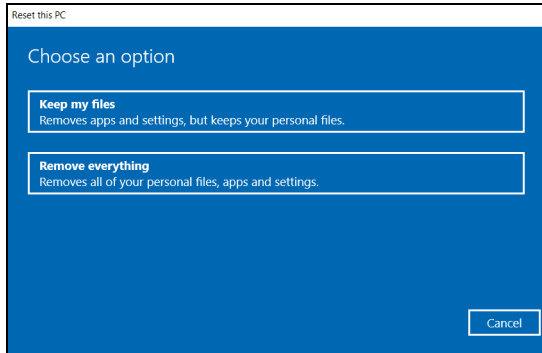 Reset this PC
Choose an option
Keep my files
Removes apps and settings, but keeps your personal files.
Remove everything
Removes all of your personal files, apps and settings.
Cancel